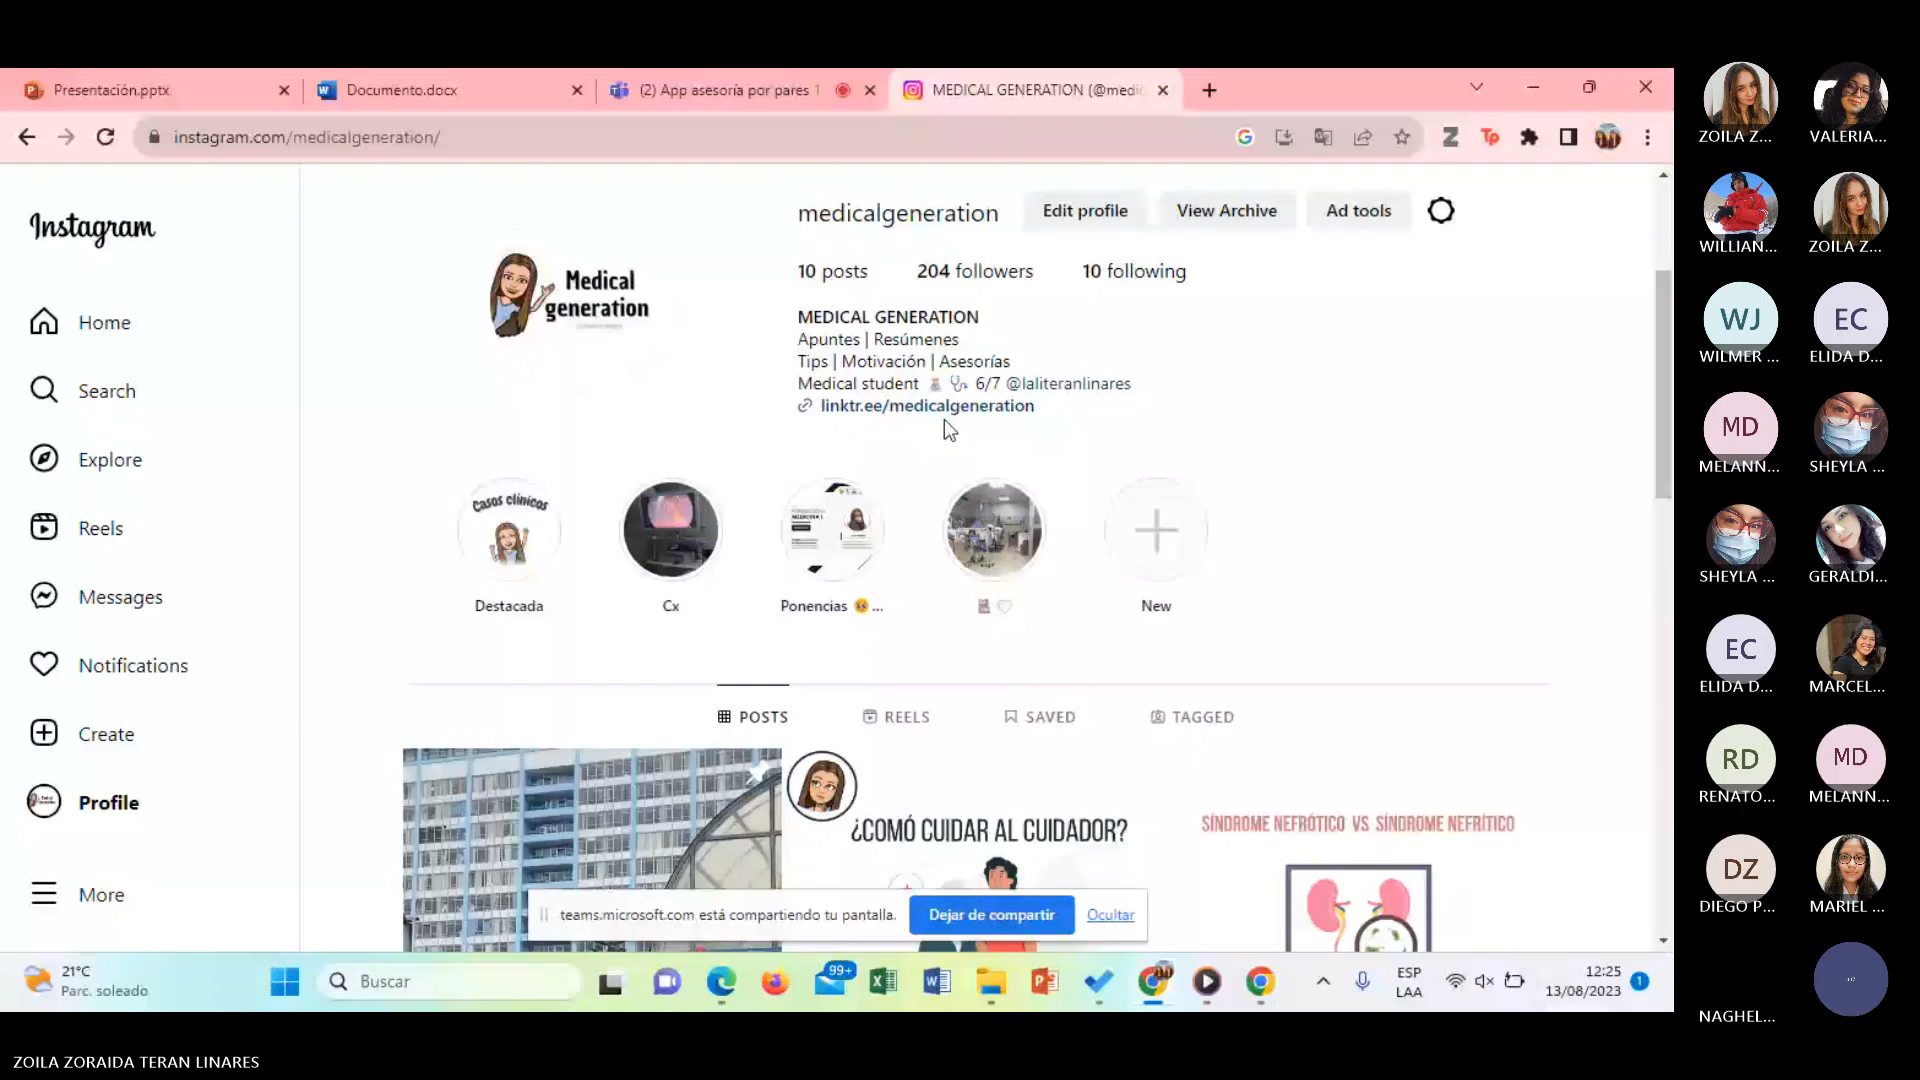 Presentación.pptx
Documento.docx
(2) App asesoría por pares 1
MEDICAL GENERATION (@medic
instagram.com/medicalgeneration/
Instagram
Home
Search
Explore
Reels
Messages
Notifications
Create
Profile
More
medicalgeneration
Edit profile
View Archive
Ad tools
10 posts
204 followers
10 following
Medical
generation
MEDICAL GENERATION
Apuntes | Resúmenes
Tips | Motivación | Asesorías
Medical student 6/7 @laliteranlinares
linktr.ee/medicalgeneration
Casos clínicos
Destacada
Cx
Ponencias ...
New
POSTS
REELS
SAVED
TAGGED
¿COMÓ CUIDAR AL CUIDADOR?
SÍNDROME NEFRÓTICO VS SÍNDROME NEFRÍTICO
teams.microsoft.com está compartiendo tu pantalla.
Dejar de compartir
Ocultar
21°C
Parc. soleado
Buscar
99+
ESP
LAA
12:25
13/08/2023
1
ZOILA Z...
VALERIA...
WILLIAN...
ZOILA Z...
WJ
WILMER ...
EC
ELIDA D...
MD
MELANN...
SHEYLA ...
SHEYLA ...
GERALDI...
EC
ELIDA D...
MARCEL...
RD
RENATO...
MD
MELANN...
DZ
DIEGO P...
MARIEL ...
NAGHEL...
ZOILA ZORAIDA TERAN LINARES